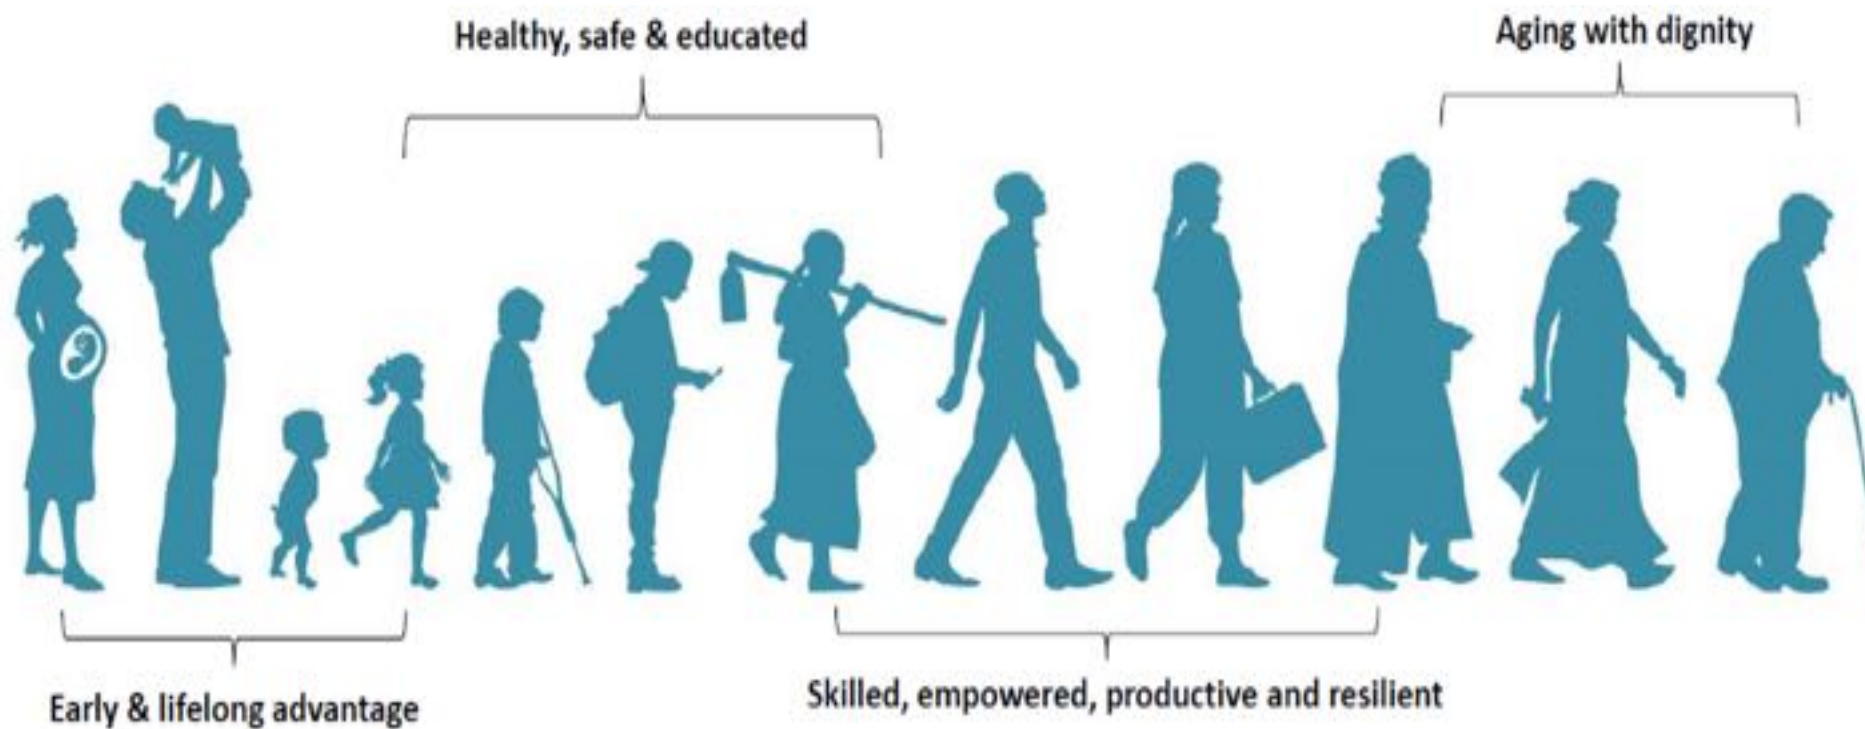 Healthy, safe & educated
Aging with dignity
Early & lifelong advantage
Skilled, empowered, productive and resilient